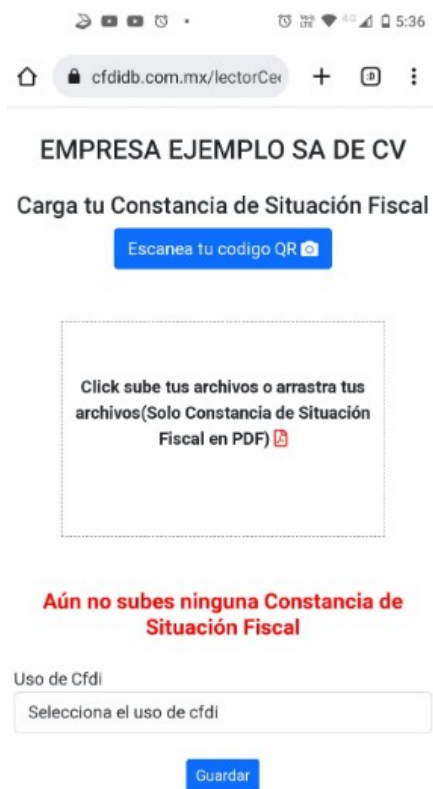 5:36
cfdidb.com.mx/lectorCe
EMPRESA EJEMPLO SA DE CV
Carga tu Constancia de Situación Fiscal
Escanea tu codigo QR
Click sube tus archivos o arrastra tus
archivos(Solo Constancia de Situación
Fiscal en PDF)
Aún no subes ninguna Constancia de
Situación Fiscal
Uso de Cfdi
Selecciona el uso de cfdi
Guardar